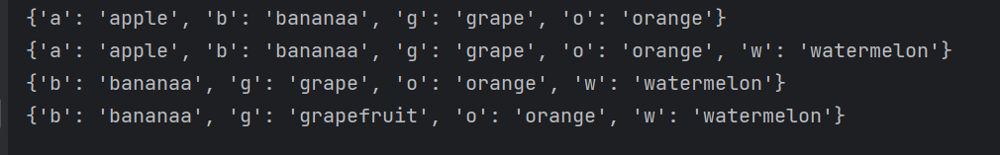 {'a': 'apple', 'b': 'bananaa', 'g': 'grape', 'o': 'orange'}
{'a': 'apple', 'b': 'bananaa', 'g': 'grape', 'o': 'orange', 'w': 'watermelon'}
{'b': 'bananaa', 'g': 'grape', 'o': 'orange', 'w': 'watermelon'}
{'b': 'bananaa', 'g': 'grapefruit', 'o': 'orange', 'w': 'watermelon'}